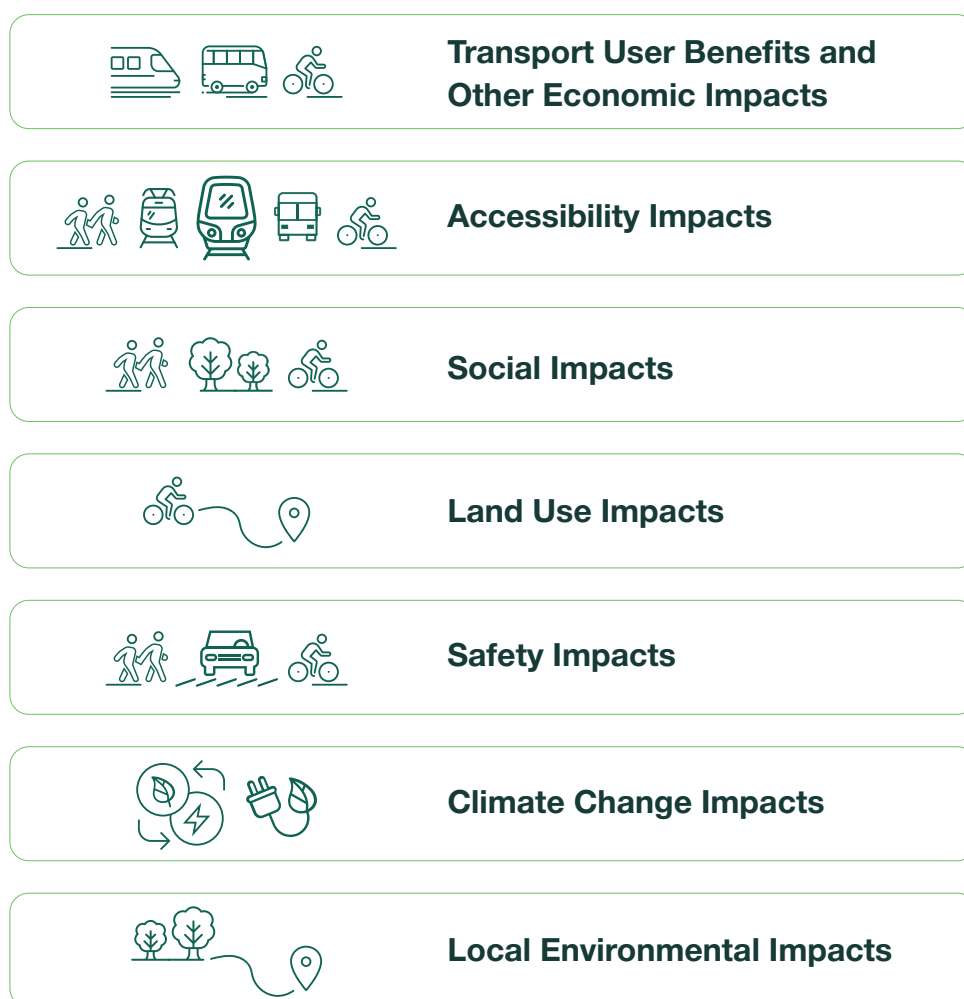 Transport User Benefits and
Other Economic Impacts
Accessibility Impacts
Social Impacts
Land Use Impacts
Safety Impacts
Climate Change Impacts
Local Environmental Impacts